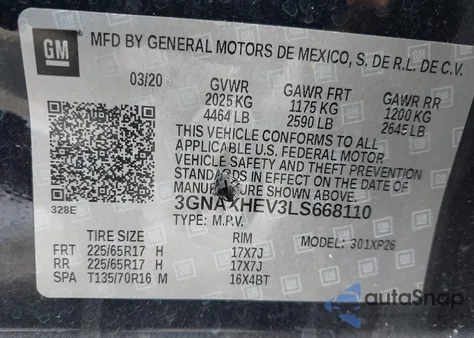 GM
MFD BY GENERAL MOTORS DE MEXICO, S. DE R.L. DE C.V.
03/20
GVWR GAWR FRT GAWR RR
2025 KG 1175 KG 1200 KG
4464 LB 2590 LB 2645 LB
THIS VEHICLE CONFORMS TO ALL
APPLICABLE U.S. FEDERAL MOTOR
VEHICLE SAFETY AND THEFT PREVENTION
STANDARDS IN EFFECT ON THE DATE OF
MANUFACTURE SHOWN ABOVE.
3GNAXHEV3LS668110
TYPE: M.P.V.
328E
MODEL: 301XP26
TIRE SIZE RIM
FRT 225/65R17 H 17X7J
RR 225/65R17 H 17X7J
SPA T135/70R16 M 16X4BT
autoSnap